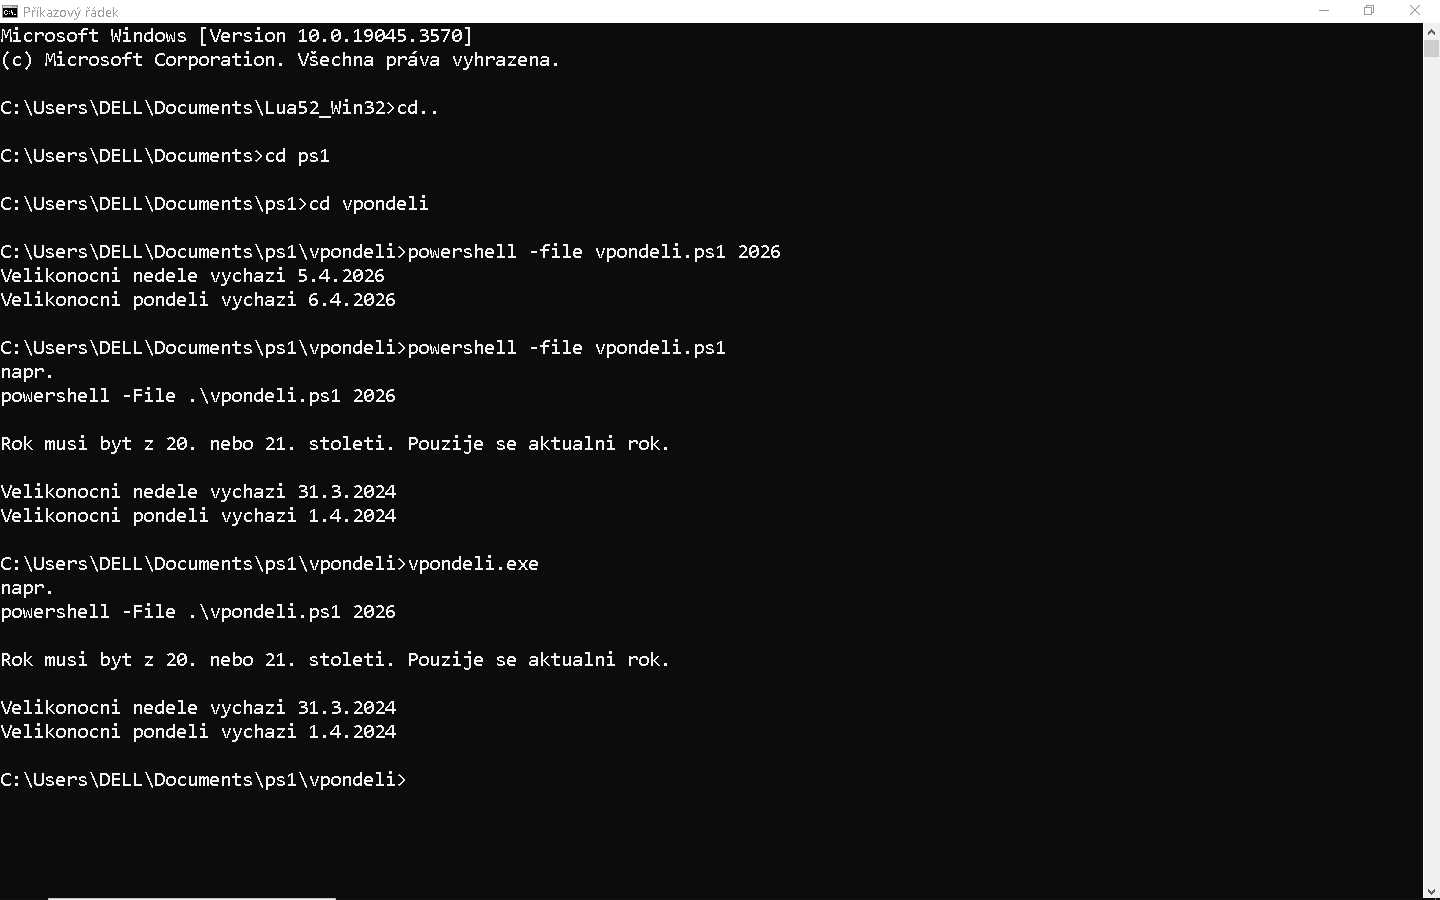 Příkazový řádek
Microsoft Windows [Version 10.0.19045.3570]
(c) Microsoft Corporation. Všechna práva vyhrazena.
C:\Users\DELL\Documents\Lua52_Win32>cd..
C:\Users\DELL\Documents>cd ps1
C:\Users\DELL\Documents\ps1>cd vpondeli
C:\Users\DELL\Documents\ps1\vpondeli>powershell -file vpondeli.ps1 2026
Velikonocni nedele vychazi 5.4.2026
Velikonocni pondeli vychazi 6.4.2026
C:\Users\DELL\Documents\ps1\vpondeli>powershell -file vpondeli.ps1
napr.
powershell -File .\vpondeli.ps1 2026
Rok musi byt z 20. nebo 21. stoleti. Pouzije se aktualni rok.
Velikonocni nedele vychazi 31.3.2024
Velikonocni pondeli vychazi 1.4.2024
C:\Users\DELL\Documents\ps1\vpondeli>vpondeli.exe
napr.
powershell -File .\vpondeli.ps1 2026
Rok musi byt z 20. nebo 21. stoleti. Pouzije se aktualni rok.
Velikonocni nedele vychazi 31.3.2024
Velikonocni pondeli vychazi 1.4.2024
C:\Users\DELL\Documents\ps1\vpondeli>